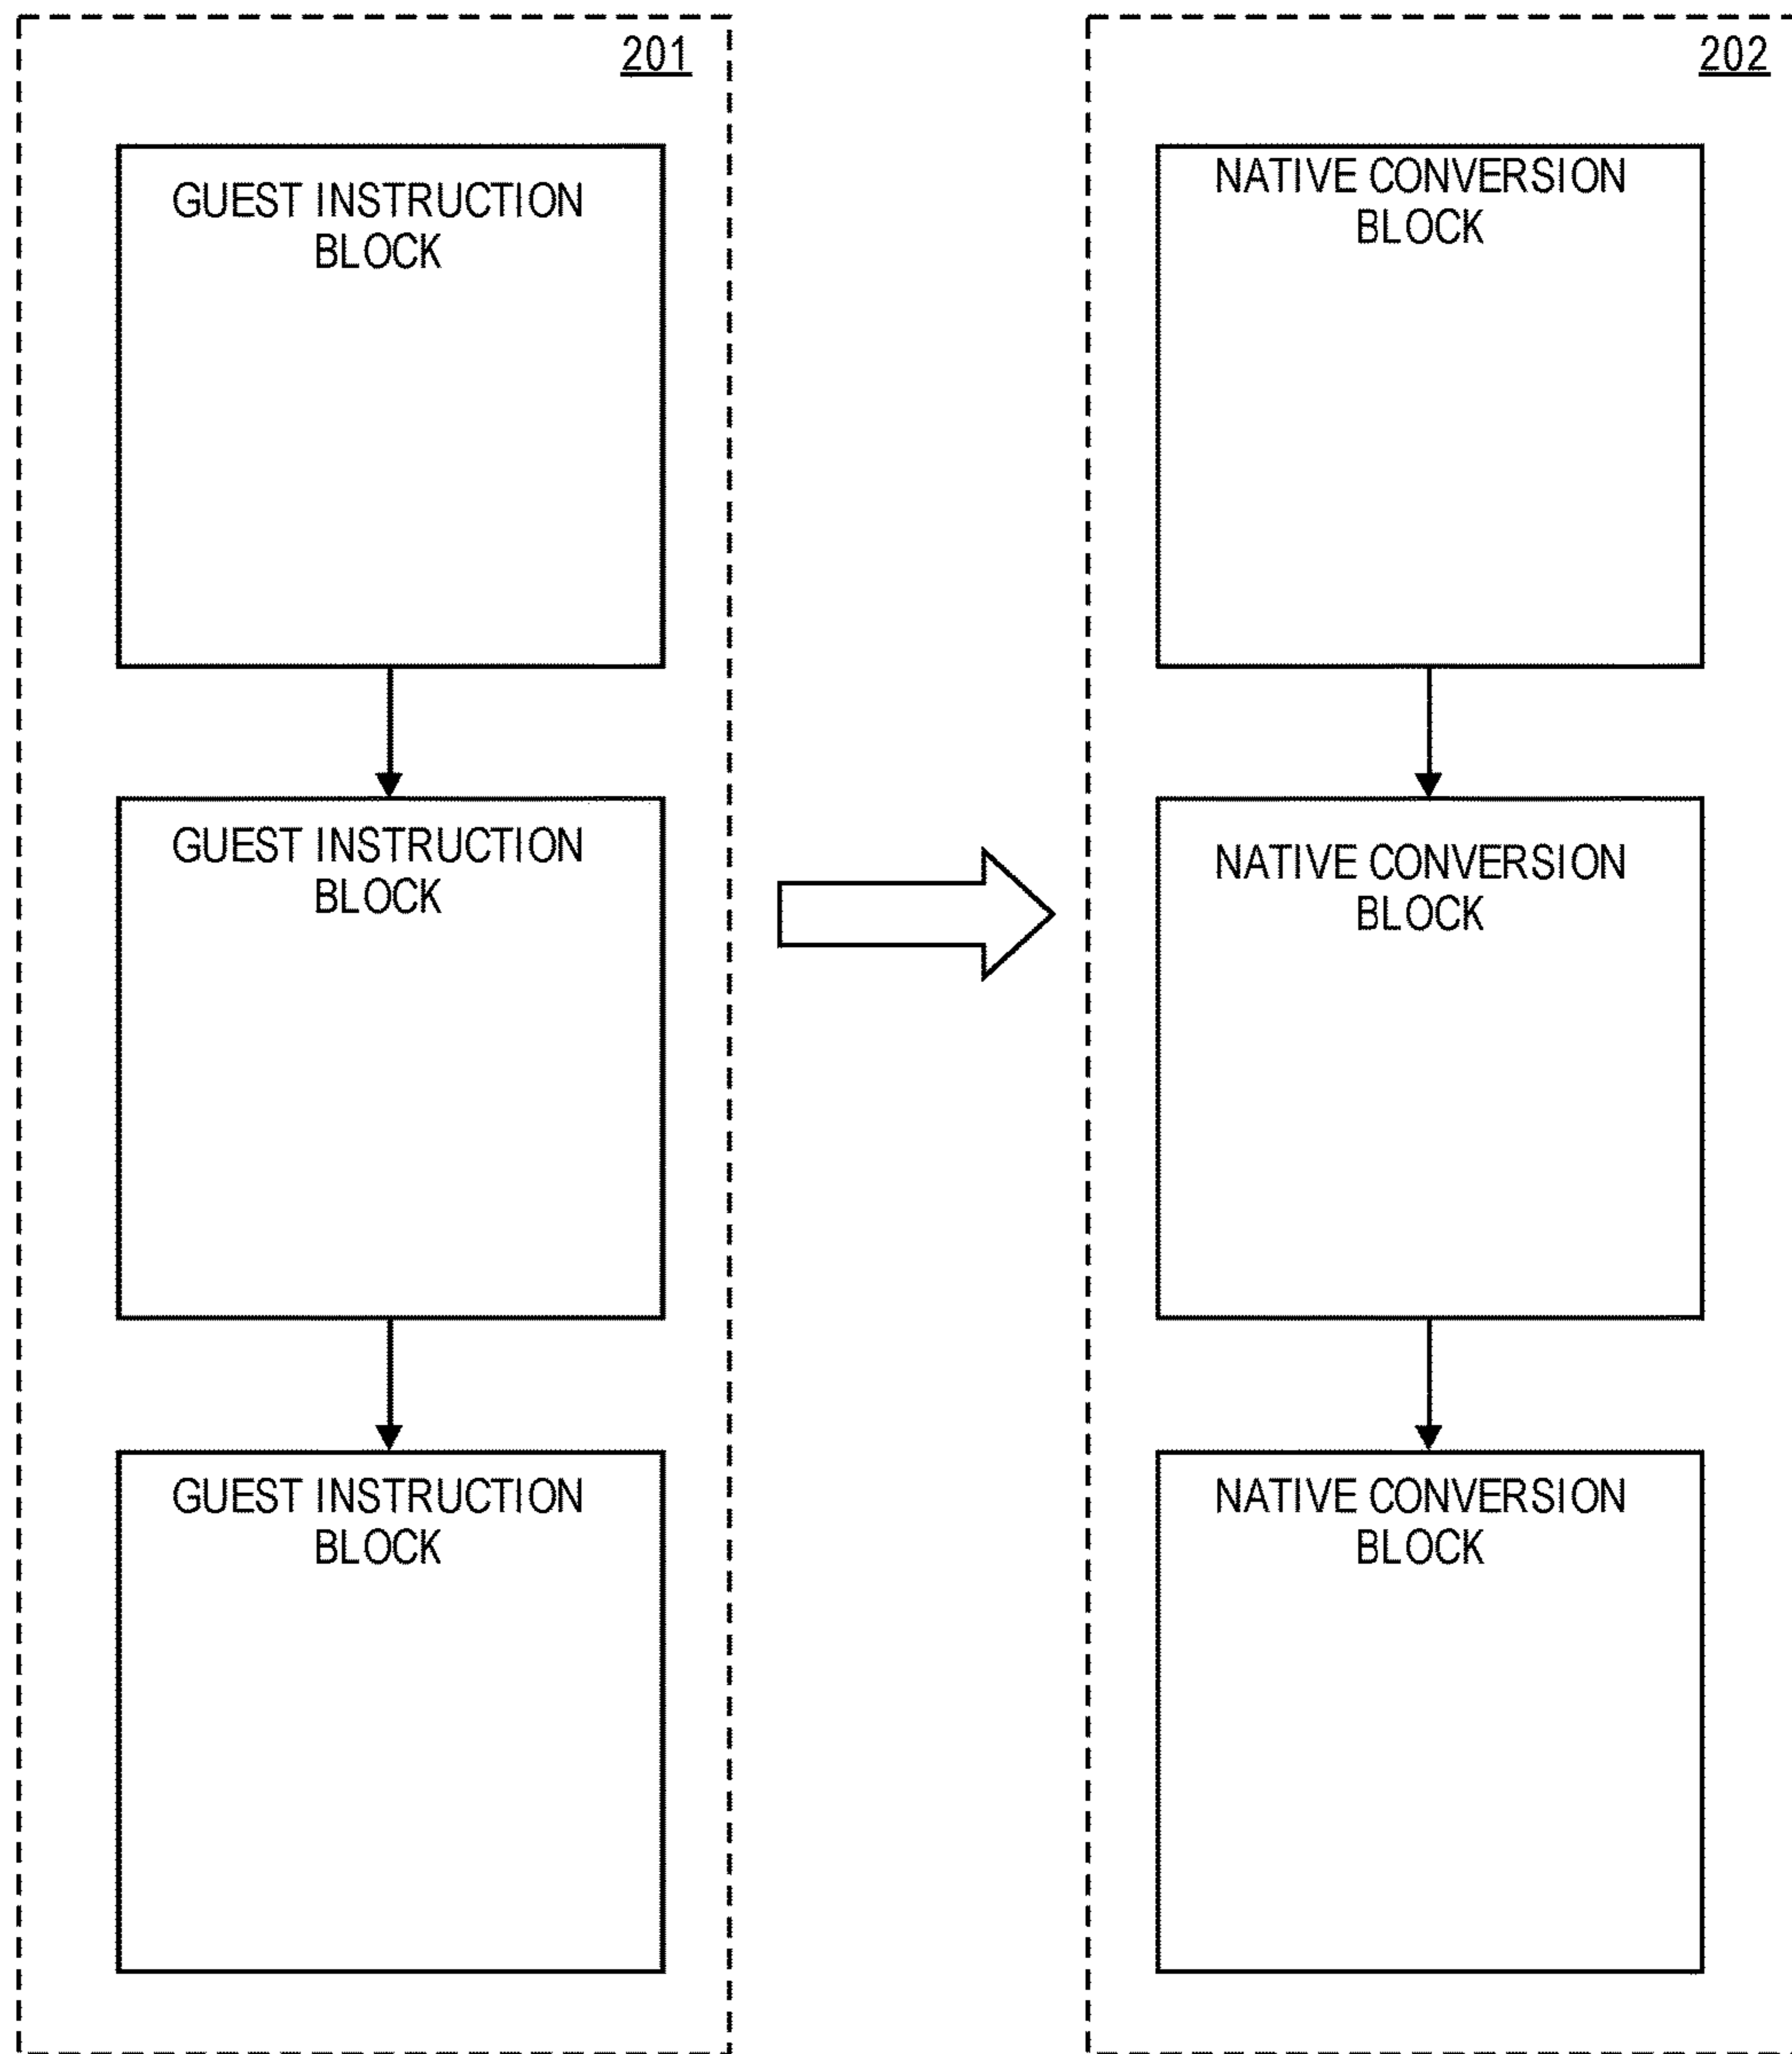 201
GUEST INSTRUCTION
BLOCK
GUEST INSTRUCTION
BLOCK
GUEST INSTRUCTION
BLOCK
202
NATIVE CONVERSION
BLOCK
NATIVE CONVERSION
BLOCK
NATIVE CONVERSION
BLOCK